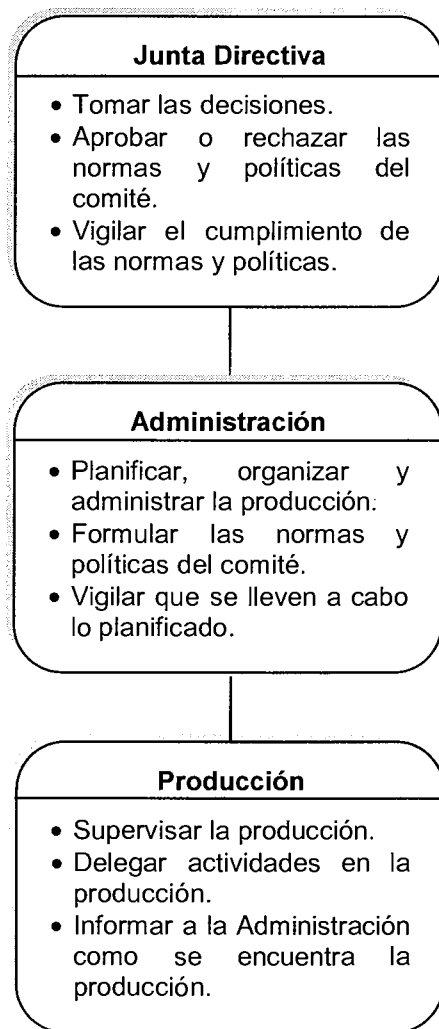 Junta Directiva
• Tomar las decisiones.
• Aprobar o rechazar las
normas y políticas del
comité.
• Vigilar el cumplimiento de
las normas y políticas.
Administración
• Planificar, organizar y
administrar la producción.
• Formular las normas y
políticas del comité.
• Vigilar que se lleven a cabo
lo planificado.
Producción
• Supervisar la producción.
• Delegar actividades en la
producción.
• Informar a la Administración
como se encuentra la
producción.